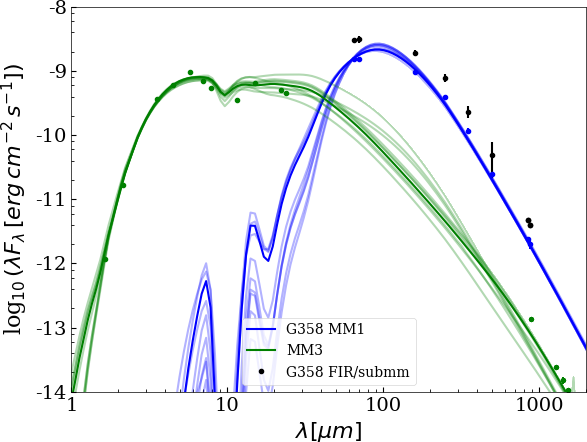 -8
-9
-10
-11
-12
-13
-14
log₁₀(λF_λ [erg cm⁻² s⁻¹])
G358 MM1
MM3
G358 FIR/submm
1 10 100 1000
λ[μm]